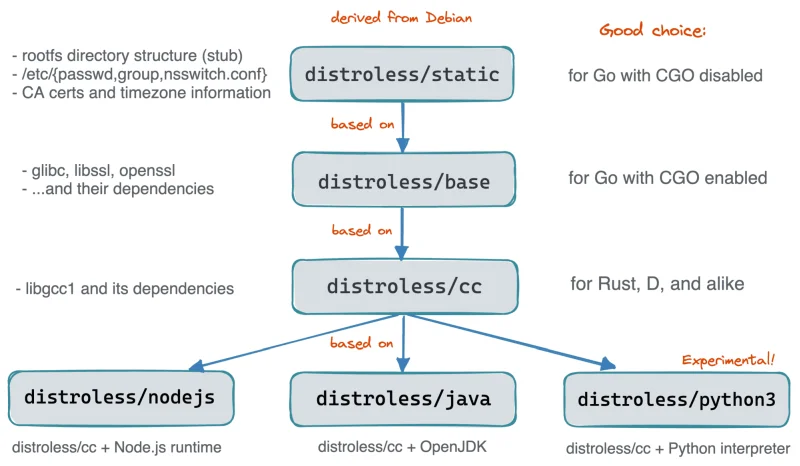 derived from Debian
Good choice:
- rootfs directory structure (stub)
- /etc/{passwd,group,nsswitch.conf}
- CA certs and timezone information
distroless/static
for Go with CGO disabled
based on
- glibc, libssl, openssl
- ...and their dependencies
distroless/base
for Go with CGO enabled
based on
- libgcc1 and its dependencies
distroless/cc
for Rust, D, and alike
based on
Experimental!
distroless/nodejs
distroless/java
distroless/python3
distroless/cc + Node.js runtime
distroless/cc + OpenJDK
distroless/cc + Python interpreter